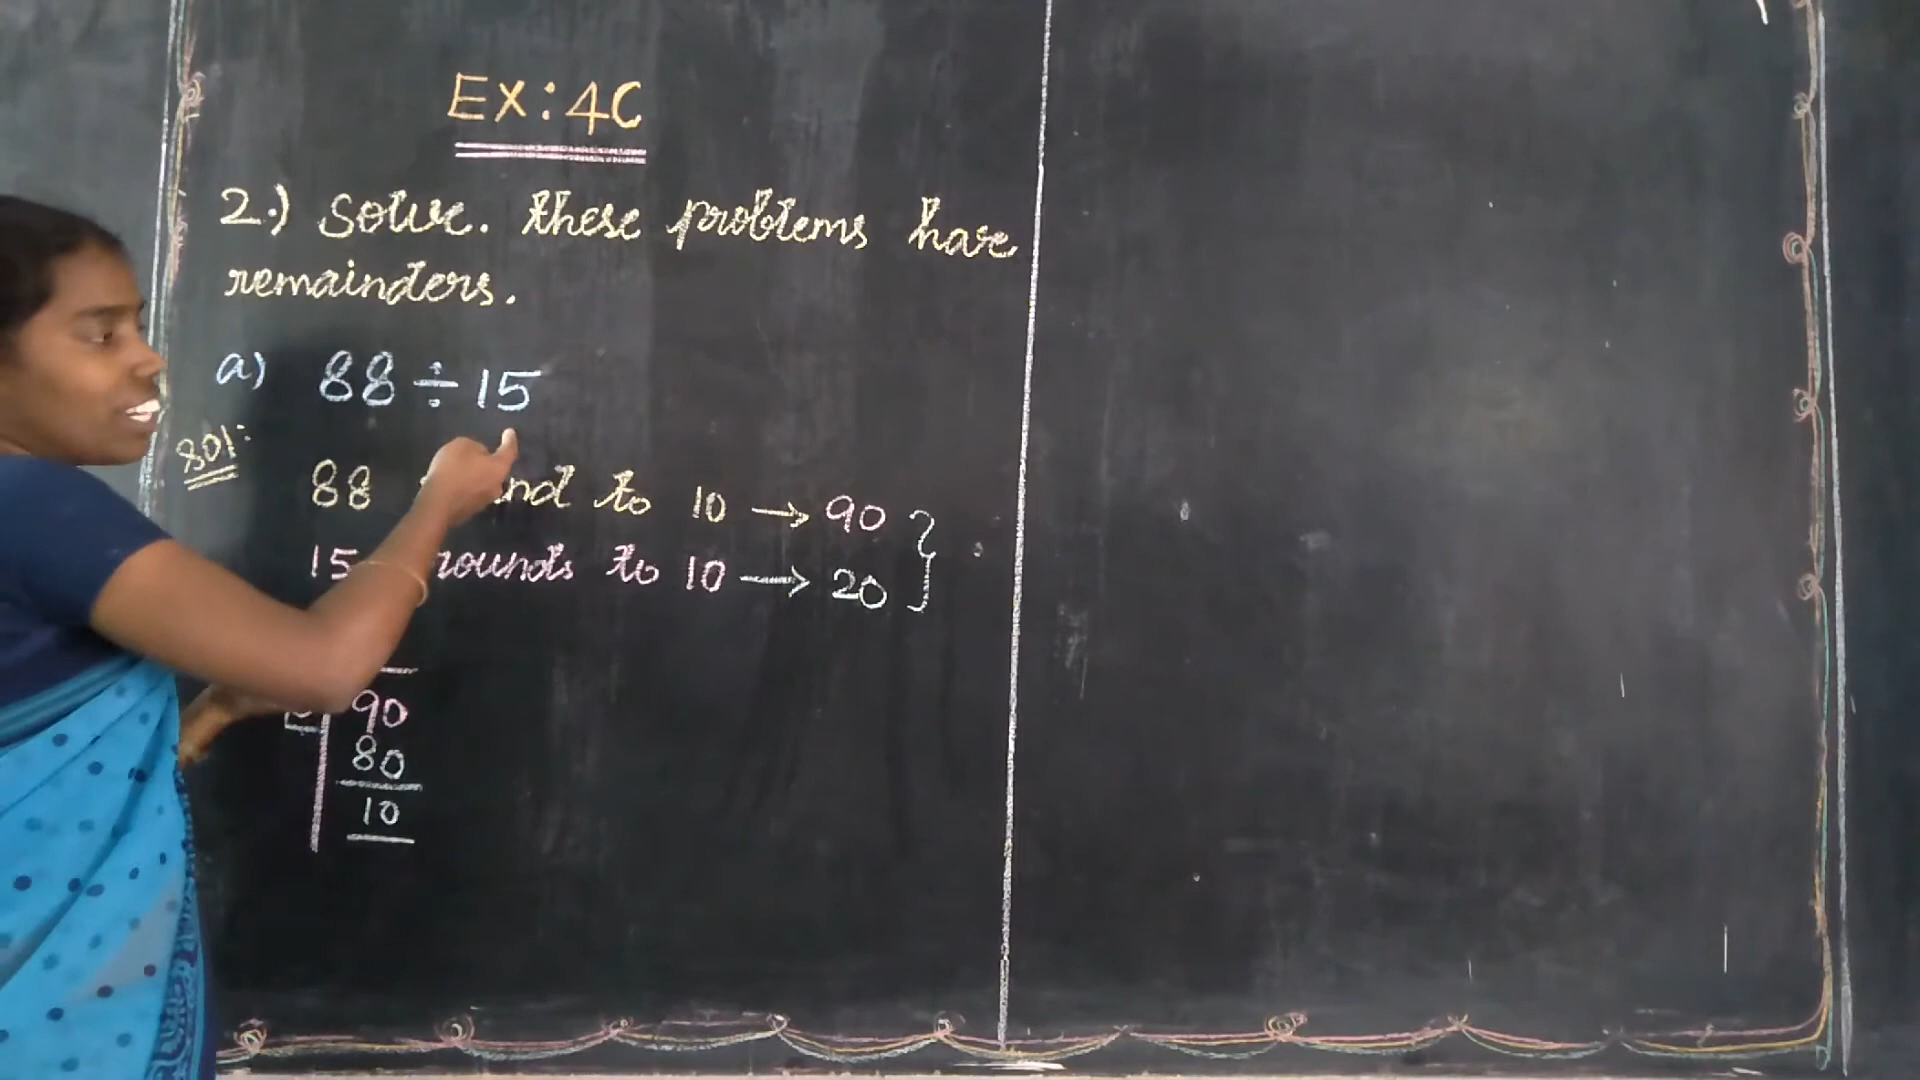 EX: 4C
2.) Solve. These problems have
remainders.
a) 88 ÷ 15
Sol:
88 to 10 → 90
15 rounds to 10 → 20
90
80
10